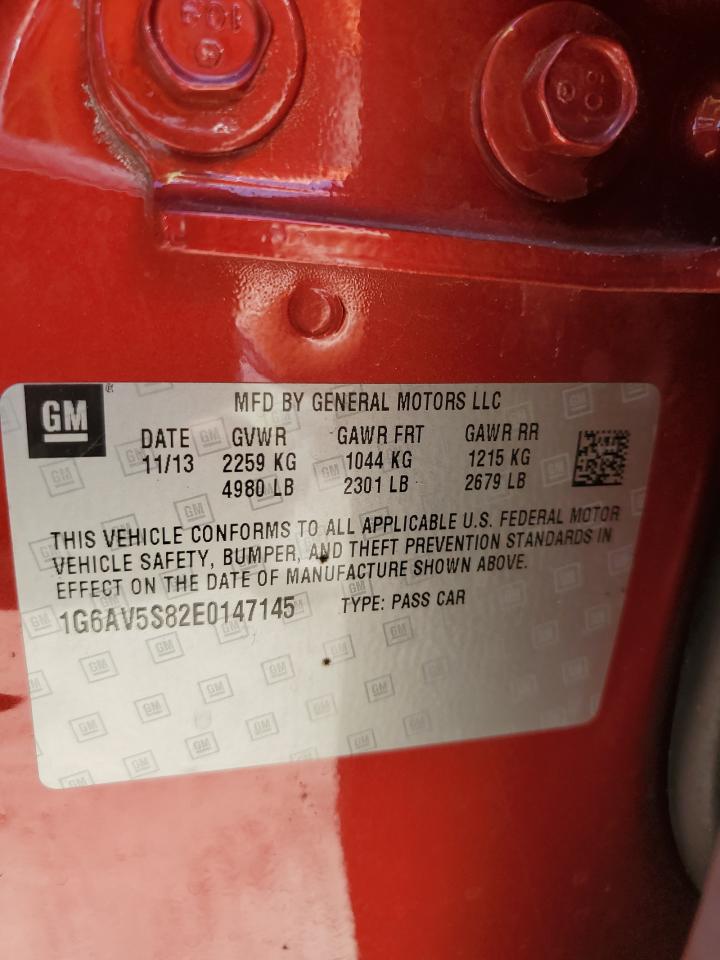 GM
MFD BY GENERAL MOTORS LLC
DATE GVWR GAWR FRT GAWR RR
11/13 2259 KG 1044 KG 1215 KG
4980 LB 2301 LB 2679 LB
THIS VEHICLE CONFORMS TO ALL APPLICABLE U.S. FEDERAL MOTOR
VEHICLE SAFETY, BUMPER, AND THEFT PREVENTION STANDARDS IN
EFFECT ON THE DATE OF MANUFACTURE SHOWN ABOVE.
1G6AV5S82E0147145 TYPE: PASS CAR